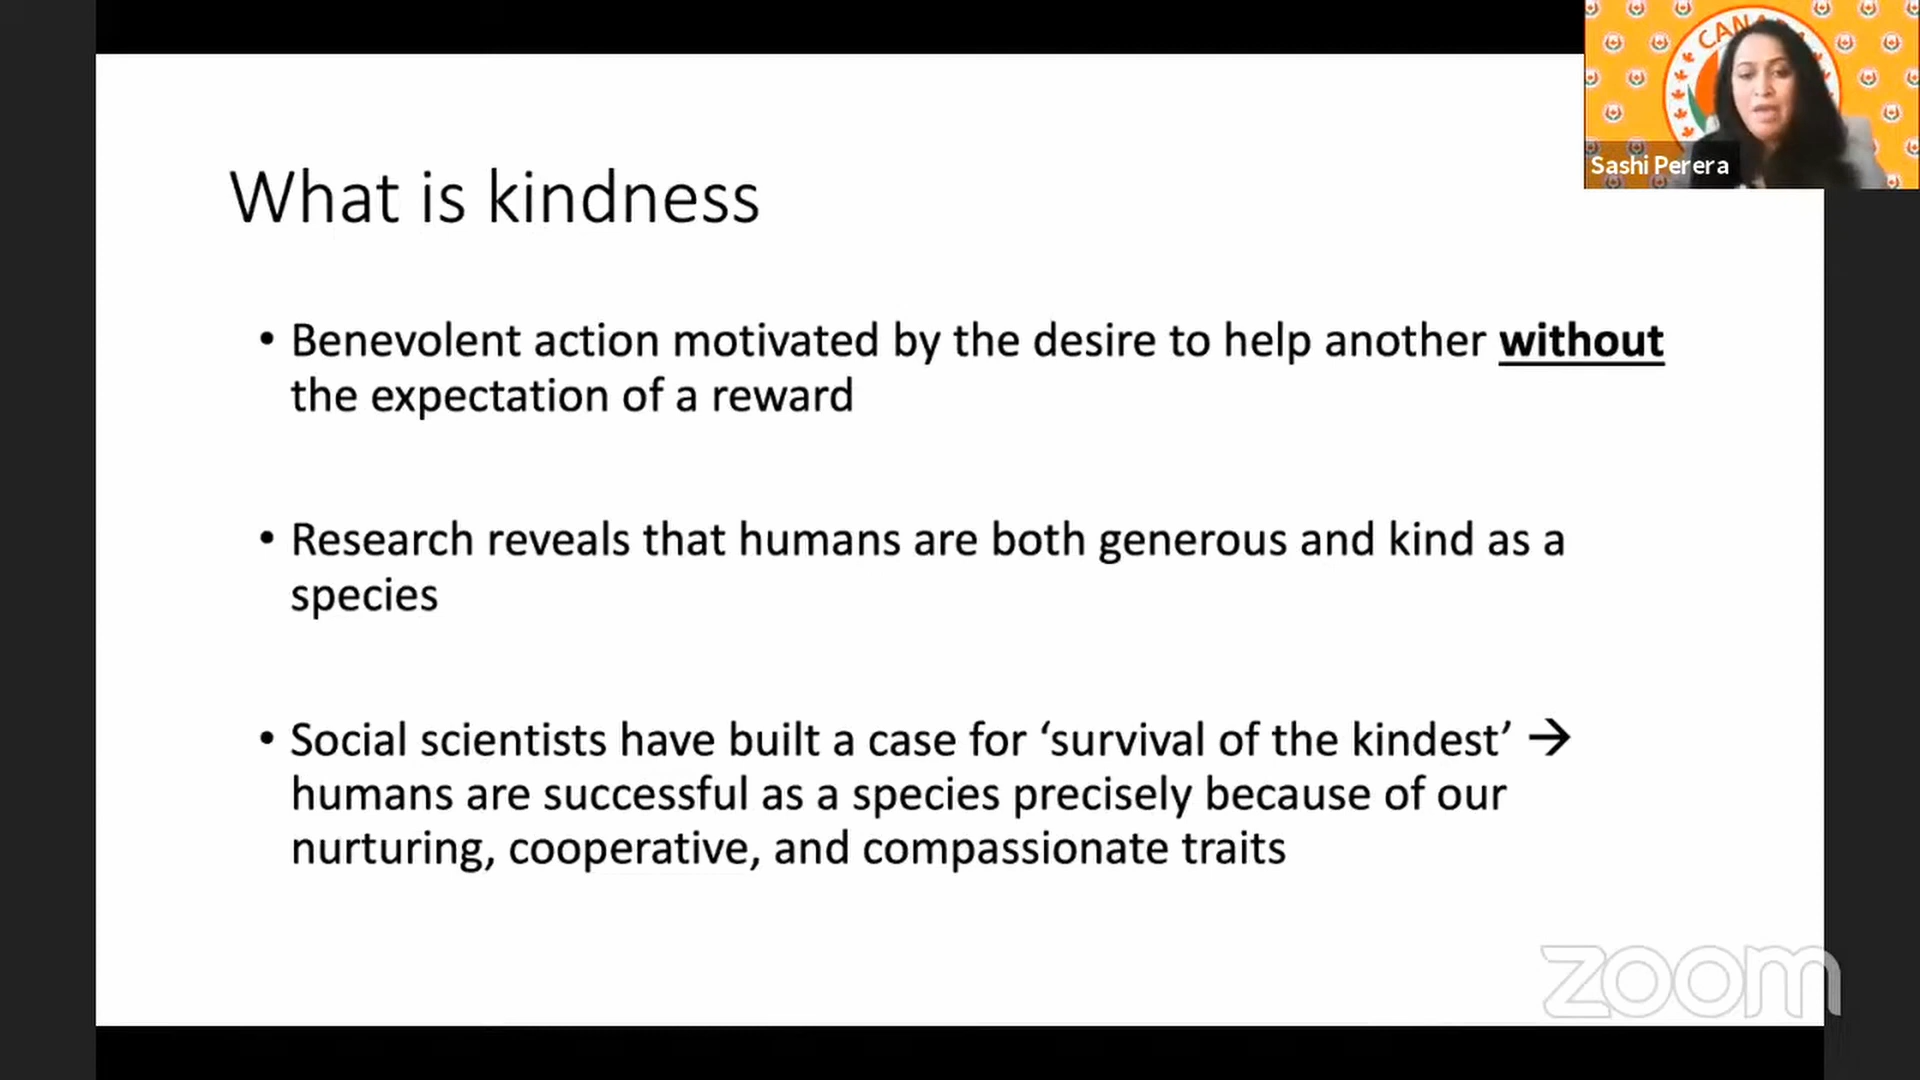 CANA
Sashi Perera
What is kindness
• Benevolent action motivated by the desire to help another without
the expectation of a reward
• Research reveals that humans are both generous and kind as a
species
• Social scientists have built a case for ‘survival of the kindest’ →
humans are successful as a species precisely because of our
nurturing, cooperative, and compassionate traits
zoom